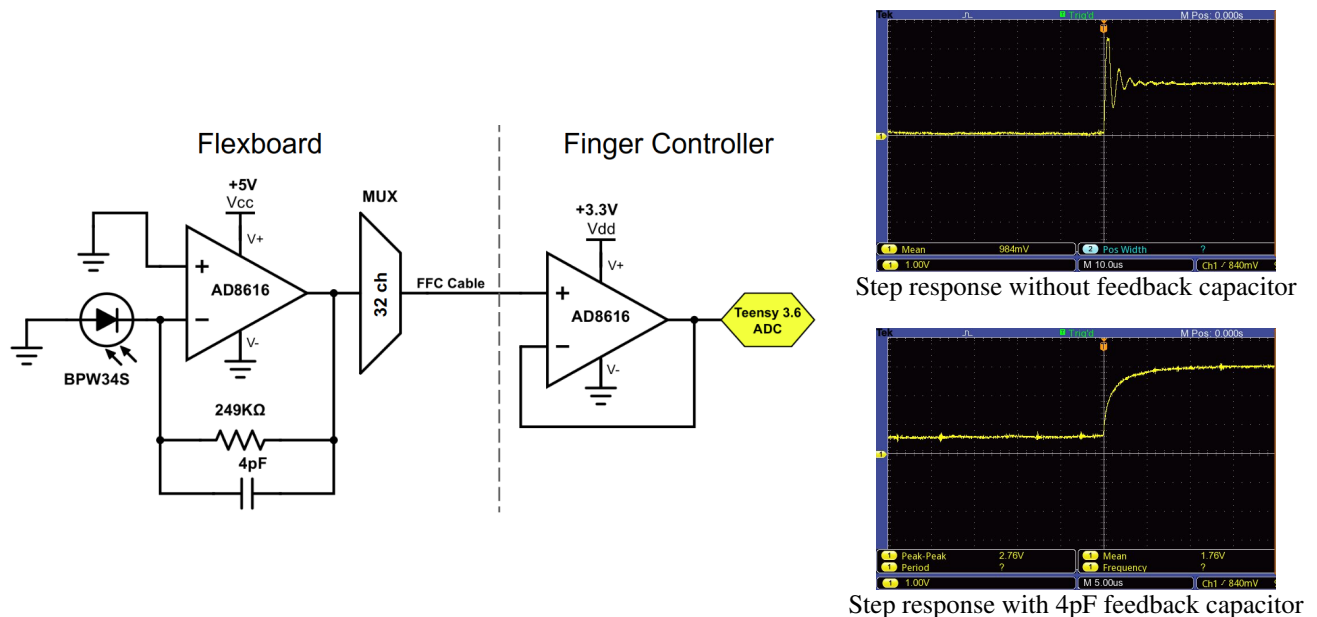 Flexboard
Finger Controller
+5V
Vcc
V+
+
AD8616
−
V-
BPW34S
249KΩ
4pF
MUX
32 ch
FFC Cable
+3.3V
Vdd
V+
+
AD8616
−
V-
Teensy 3.6
ADC
Tek Trig'd M Pos: 0.000s
T
1
1 Mean 984mV 2 Pos Width ?
1 1.00V M 10.0us Ch1 840mV
Step response without feedback capacitor
Tek Trig'd M Pos: 0.000s
T
1
1 Peak-Peak 2.76V 1 Mean 1.76V
1 Period ? 1 Frequency ?
1 1.00V M 5.00us Ch1 840mV
Step response with 4pF feedback capacitor